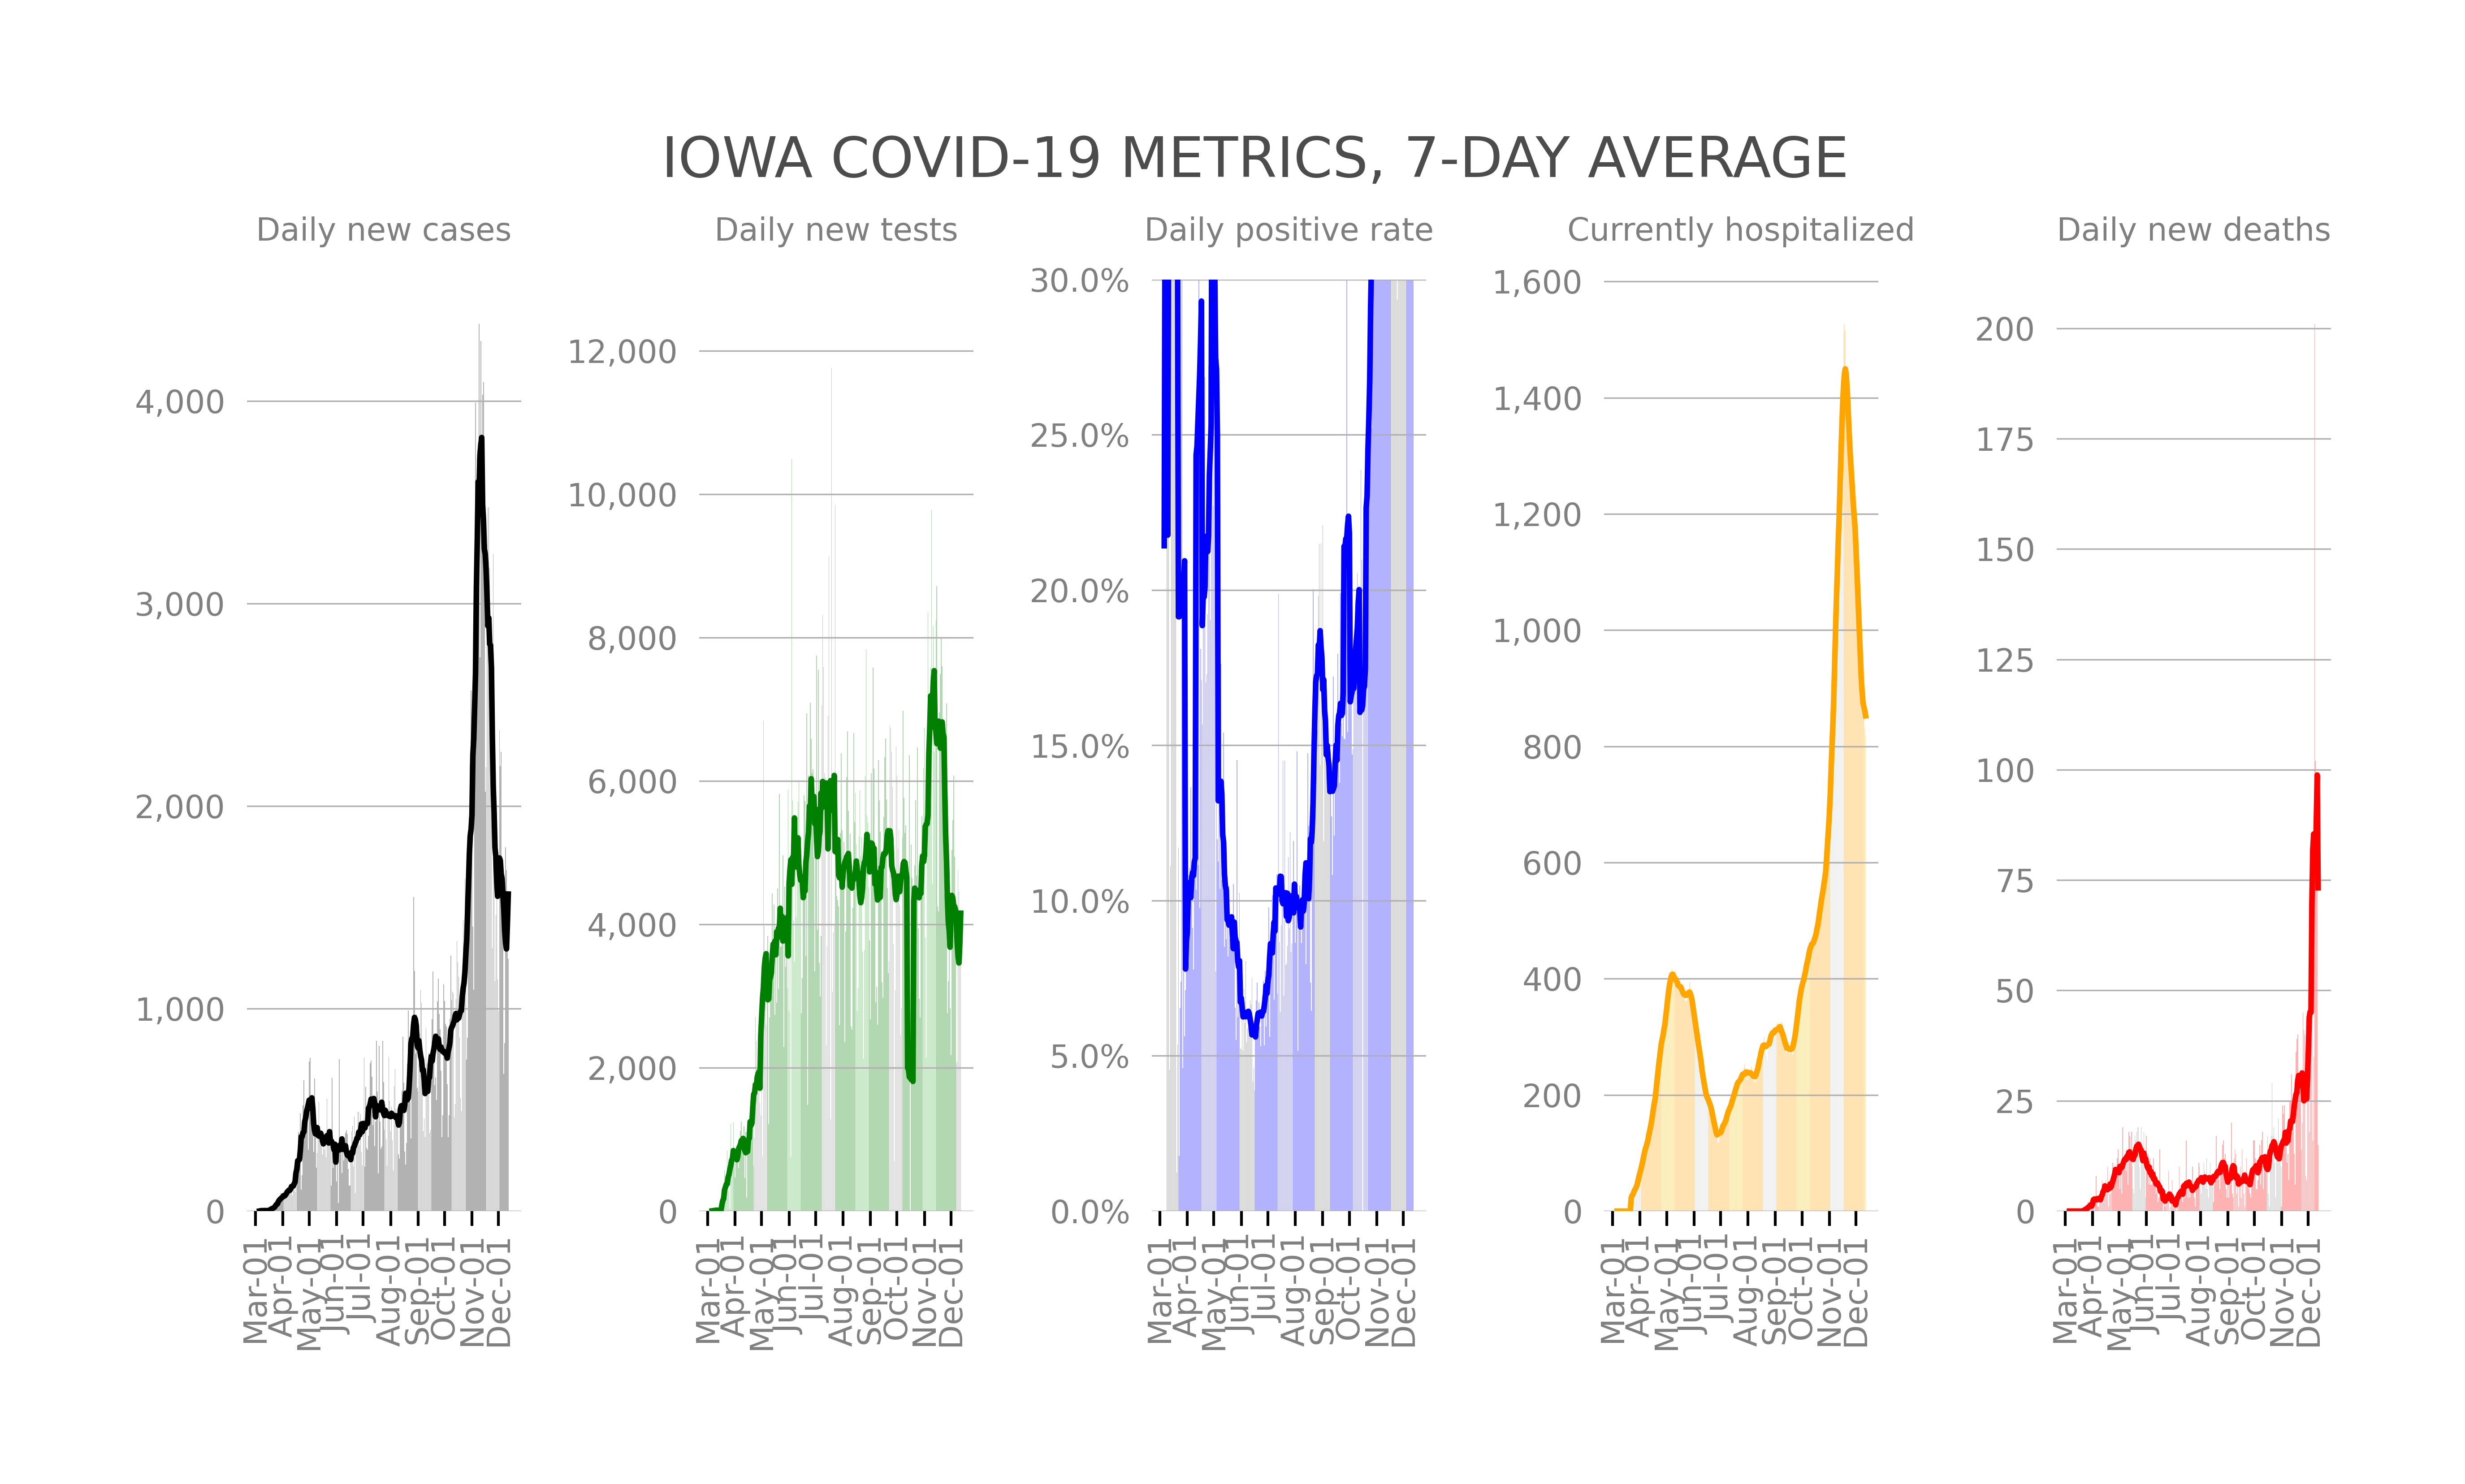 IOWA COVID-19 METRICS, 7-DAY AVERAGE
Daily new cases
4,000
3,000
2,000
1,000
0
Mar-01
Apr-01
May-01
Jun-01
Jul-01
Aug-01
Sep-01
Oct-01
Nov-01
Dec-01
Daily new tests
12,000
10,000
8,000
6,000
4,000
2,000
0
Mar-01
Apr-01
May-01
Jun-01
Jul-01
Aug-01
Sep-01
Oct-01
Nov-01
Dec-01
Daily positive rate
30.0%
25.0%
20.0%
15.0%
10.0%
5.0%
0.0%
Mar-01
Apr-01
May-01
Jun-01
Jul-01
Aug-01
Sep-01
Oct-01
Nov-01
Dec-01
Currently hospitalized
1,600
1,400
1,200
1,000
800
600
400
200
0
Mar-01
Apr-01
May-01
Jun-01
Jul-01
Aug-01
Sep-01
Oct-01
Nov-01
Dec-01
Daily new deaths
200
175
150
125
100
75
50
25
0
Mar-01
Apr-01
May-01
Jun-01
Jul-01
Aug-01
Sep-01
Oct-01
Nov-01
Dec-01